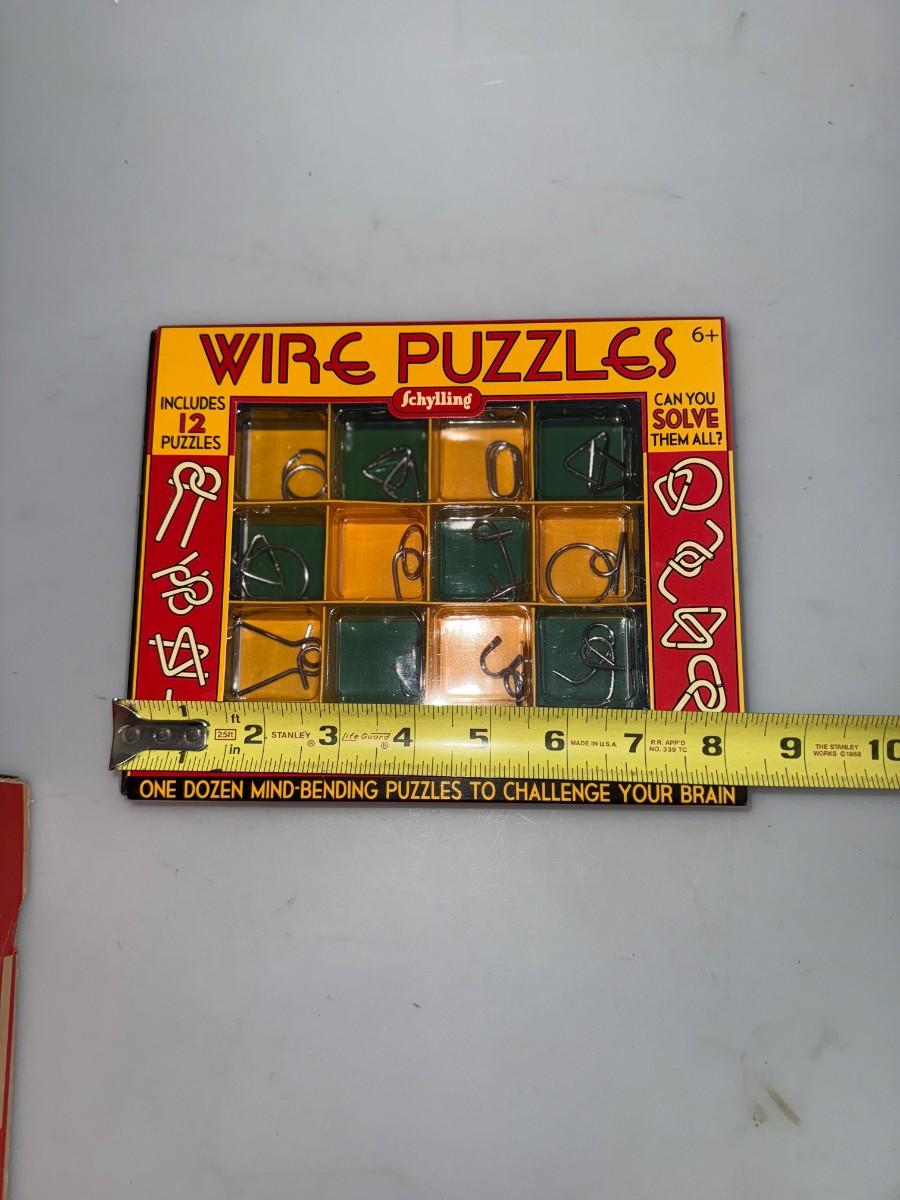 WIRE PUZZLES
6+
Schylling
INCLUDES
12
PUZZLES
CAN YOU
SOLVE
THEM ALL?
1 ft 2 STANLEY® 3 life Guard® 4 5 6 MADE IN U.S.A. 7 P.R. APP'D 8 9 THE STANLEY 10
1 25ft in NO. 339 TC WORKS ©1988
ONE DOZEN MIND-BENDING PUZZLES TO CHALLENGE YOUR BRAIN